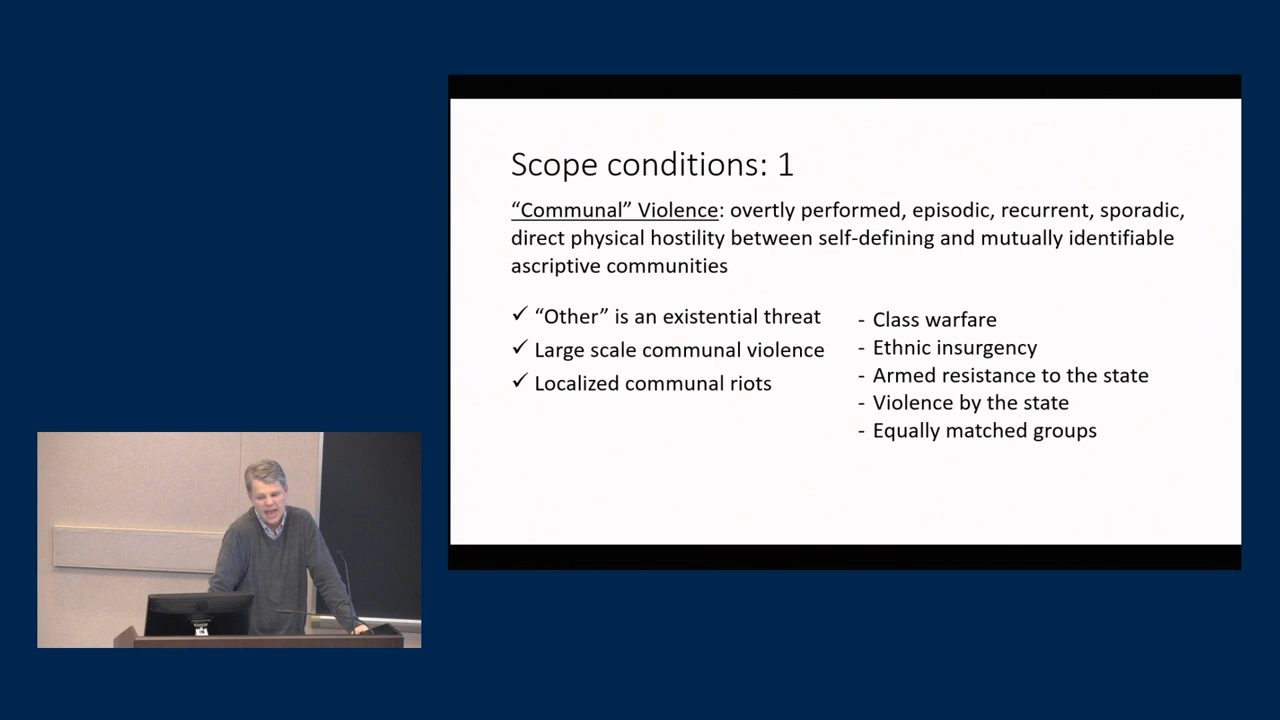 Scope conditions: 1
“Communal” Violence: overtly performed, episodic, recurrent, sporadic,
direct physical hostility between self-defining and mutually identifiable
ascriptive communities
✓ “Other” is an existential threat
✓ Large scale communal violence
✓ Localized communal riots
- Class warfare
- Ethnic insurgency
- Armed resistance to the state
- Violence by the state
- Equally matched groups